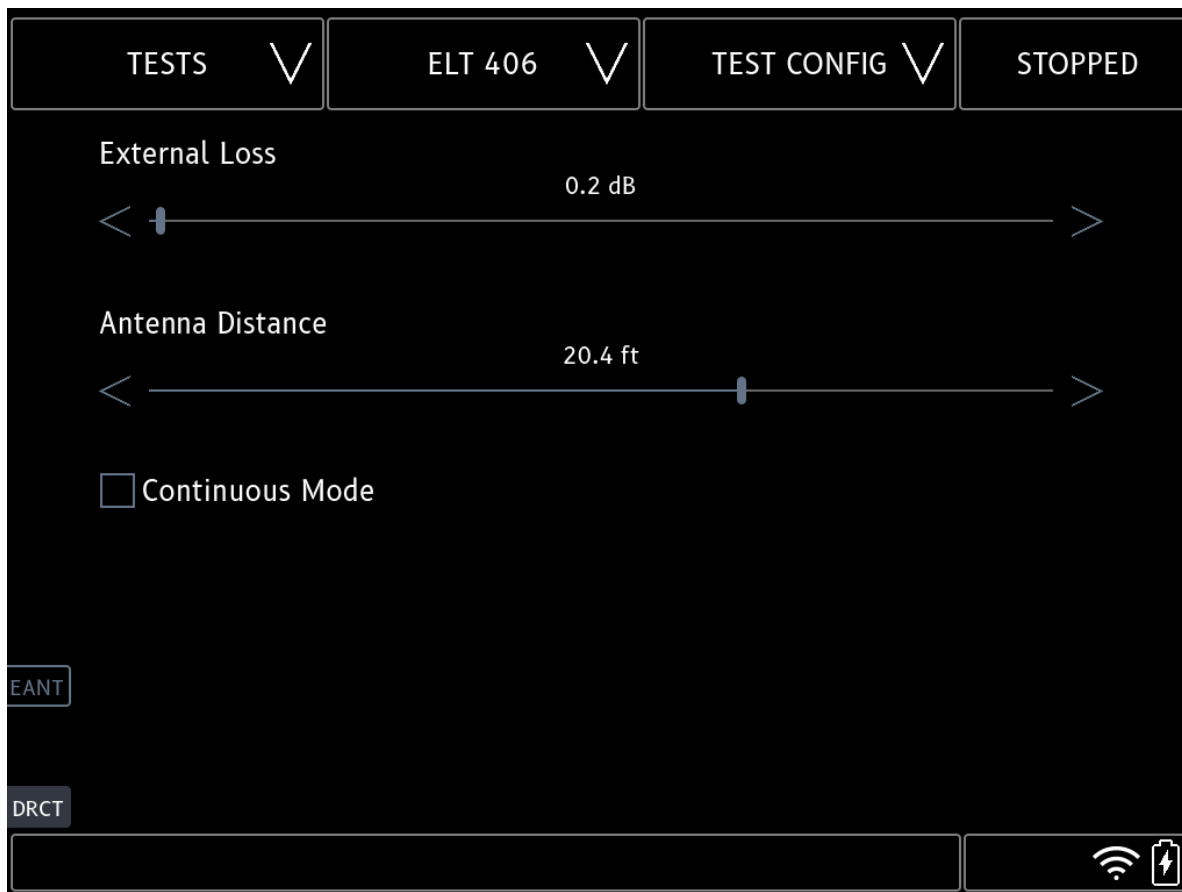 TESTS
ELT 406
TEST CONFIG
STOPPED
External Loss
0.2 dB
Antenna Distance
20.4 ft
Continuous Mode
EANT
DRCT